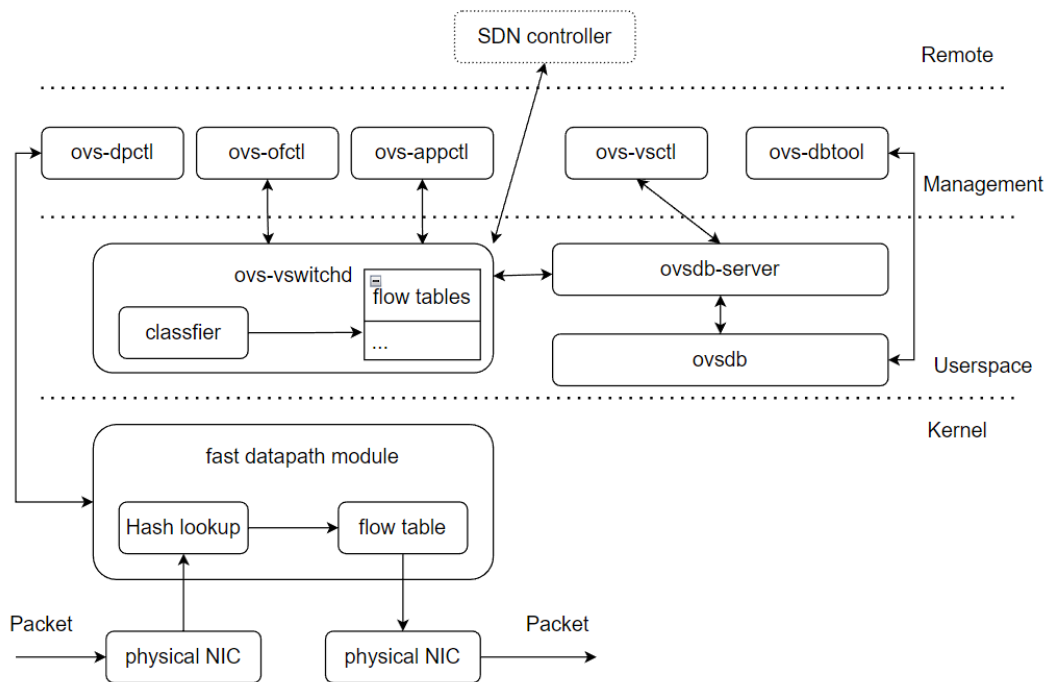 SDN controller
Remote
ovs-dpctl
ovs-ofctl
ovs-appctl
ovs-vsctl
ovs-dbtool
Management
ovs-vswitchd
flow tables
classfier
...
ovsdb-server
ovsdb
Userspace
Kernel
fast datapath module
Hash lookup
flow table
Packet
physical NIC
physical NIC
Packet